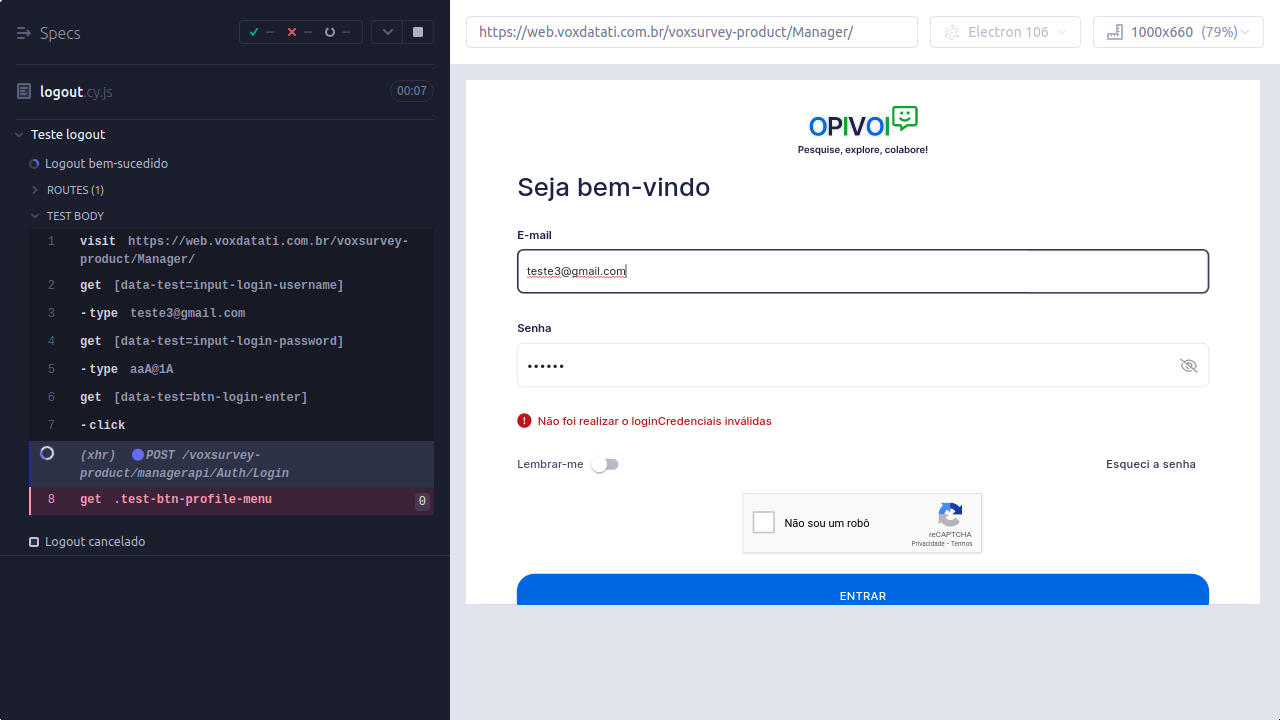 Specs
-- -- --
https://web.voxdatati.com.br/voxsurvey-product/Manager/
Electron 106
1000x660 (79%)
logout.cy.js
00:07
Teste logout
Logout bem-sucedido
ROUTES (1)
TEST BODY
1 visit https://web.voxdatati.com.br/voxsurvey-
product/Manager/
2 get [data-test=input-login-username]
3 -type teste3@gmail.com
4 get [data-test=input-login-password]
5 -type aaA@1A
6 get [data-test=btn-login-enter]
7 -click
(xhr) POST /voxsurvey-
product/managerapi/Auth/Login
8 get .test-btn-profile-menu 0
Logout cancelado
OPIVOI
Pesquise, explore, colabore!
Seja bem-vindo
E-mail
teste3@gmail.com
Senha
••••••
Não foi realizar o loginCredenciais inválidas
Lembrar-me
Esqueci a senha
Não sou um robô
reCAPTCHA
Privacidade - Termos
ENTRAR